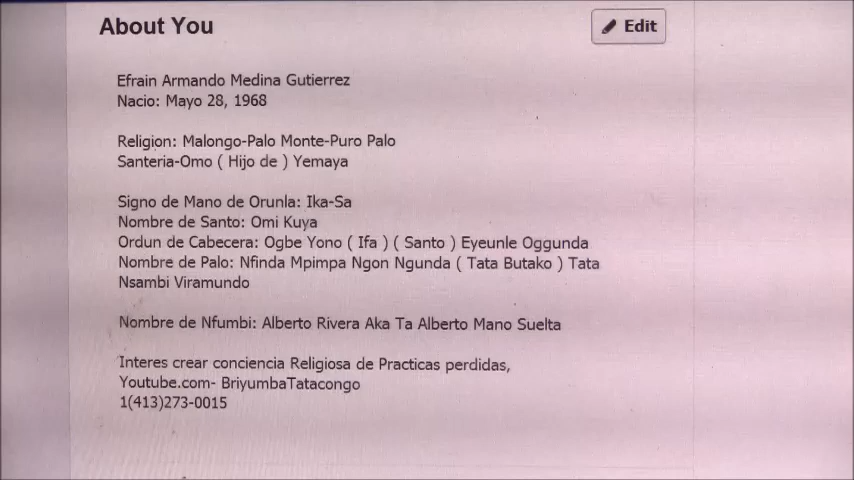 About You
Edit
Efrain Armando Medina Gutierrez
Nacio: Mayo 28, 1968
Religion: Malongo-Palo Monte-Puro Palo
Santeria-Omo ( Hijo de ) Yemaya
Signo de Mano de Orunla: Ika-Sa
Nombre de Santo: Omi Kuya
Ordun de Cabecera: Ogbe Yono ( Ifa ) ( Santo ) Eyeunle Oggunda
Nombre de Palo: Nfinda Mpimpa Ngon Ngunda ( Tata Butako ) Tata
Nsambi Viramundo
Nombre de Nfumbi: Alberto Rivera Aka Ta Alberto Mano Suelta
Interes crear conciencia Religiosa de Practicas perdidas,
Youtube.com- BriyumbaTatacongo
1(413)273-0015